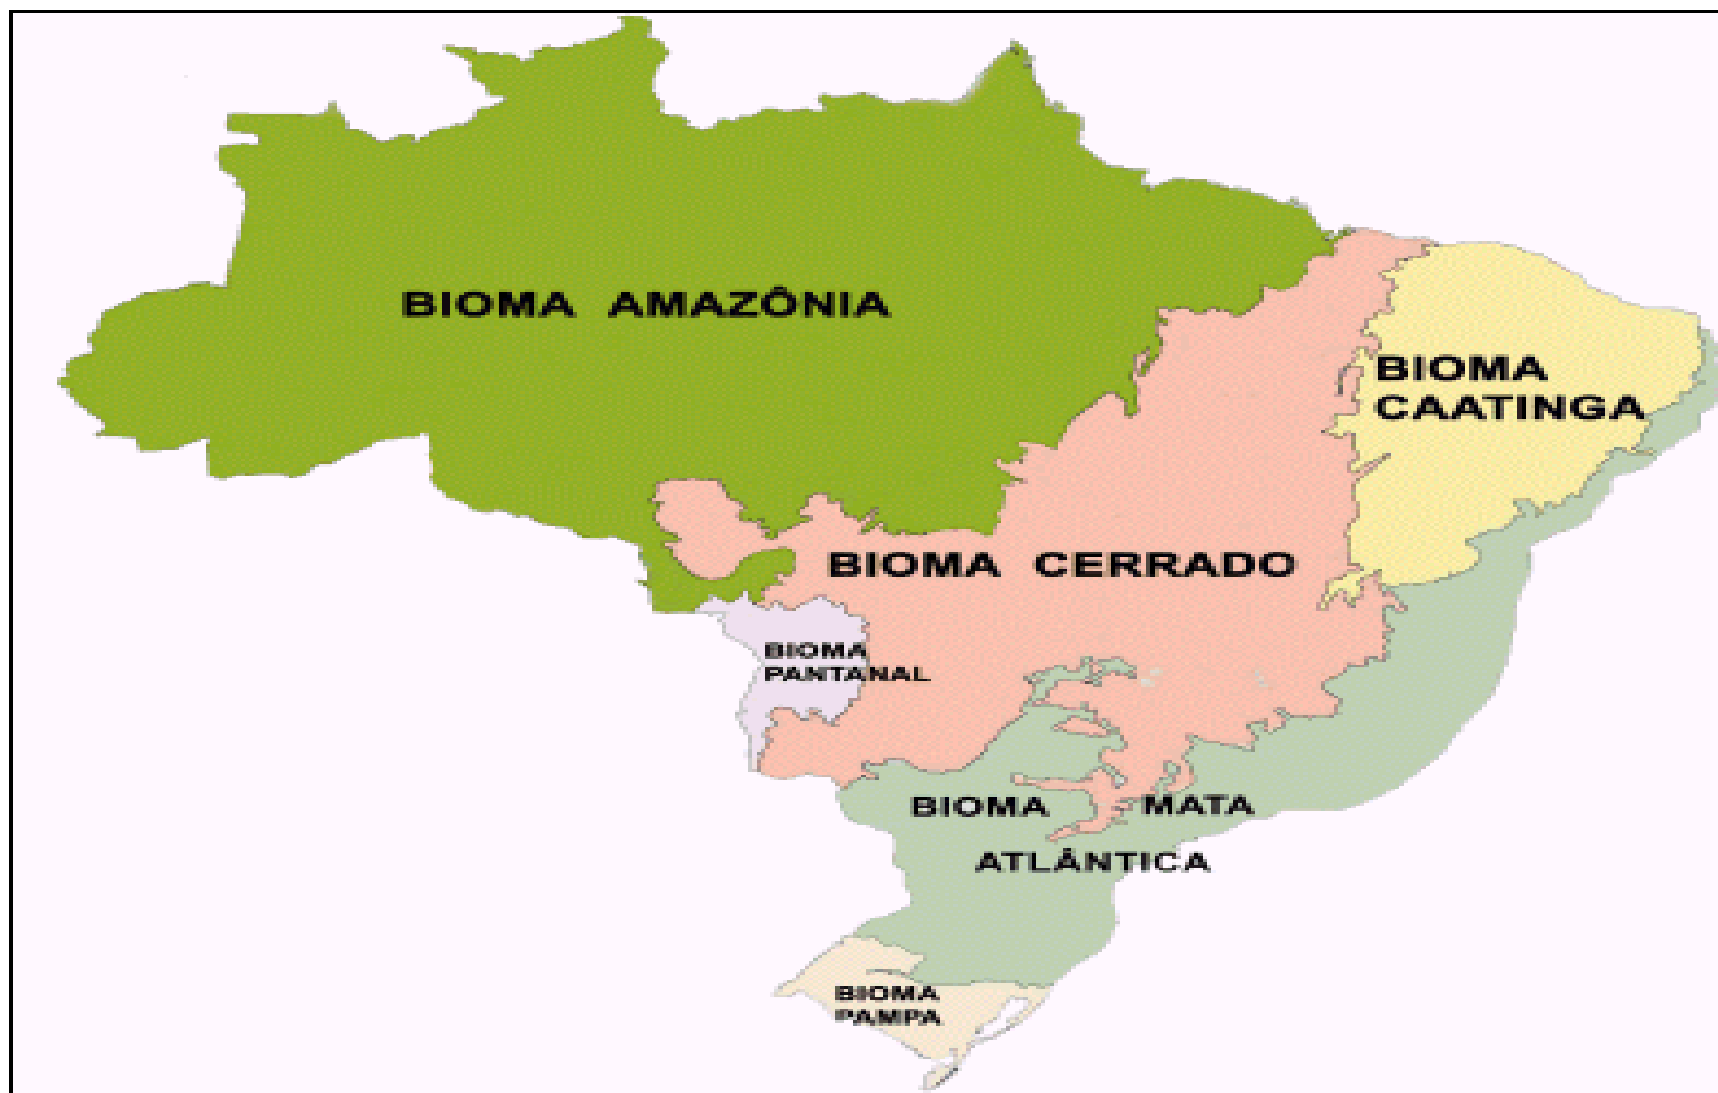 BIOMA AMAZÔNIA
BIOMA
CAATINGA
BIOMA CERRADO
BIOMA
PANTANAL
BIOMA MATA
ATLÂNTICA
BIOMA
PAMPA